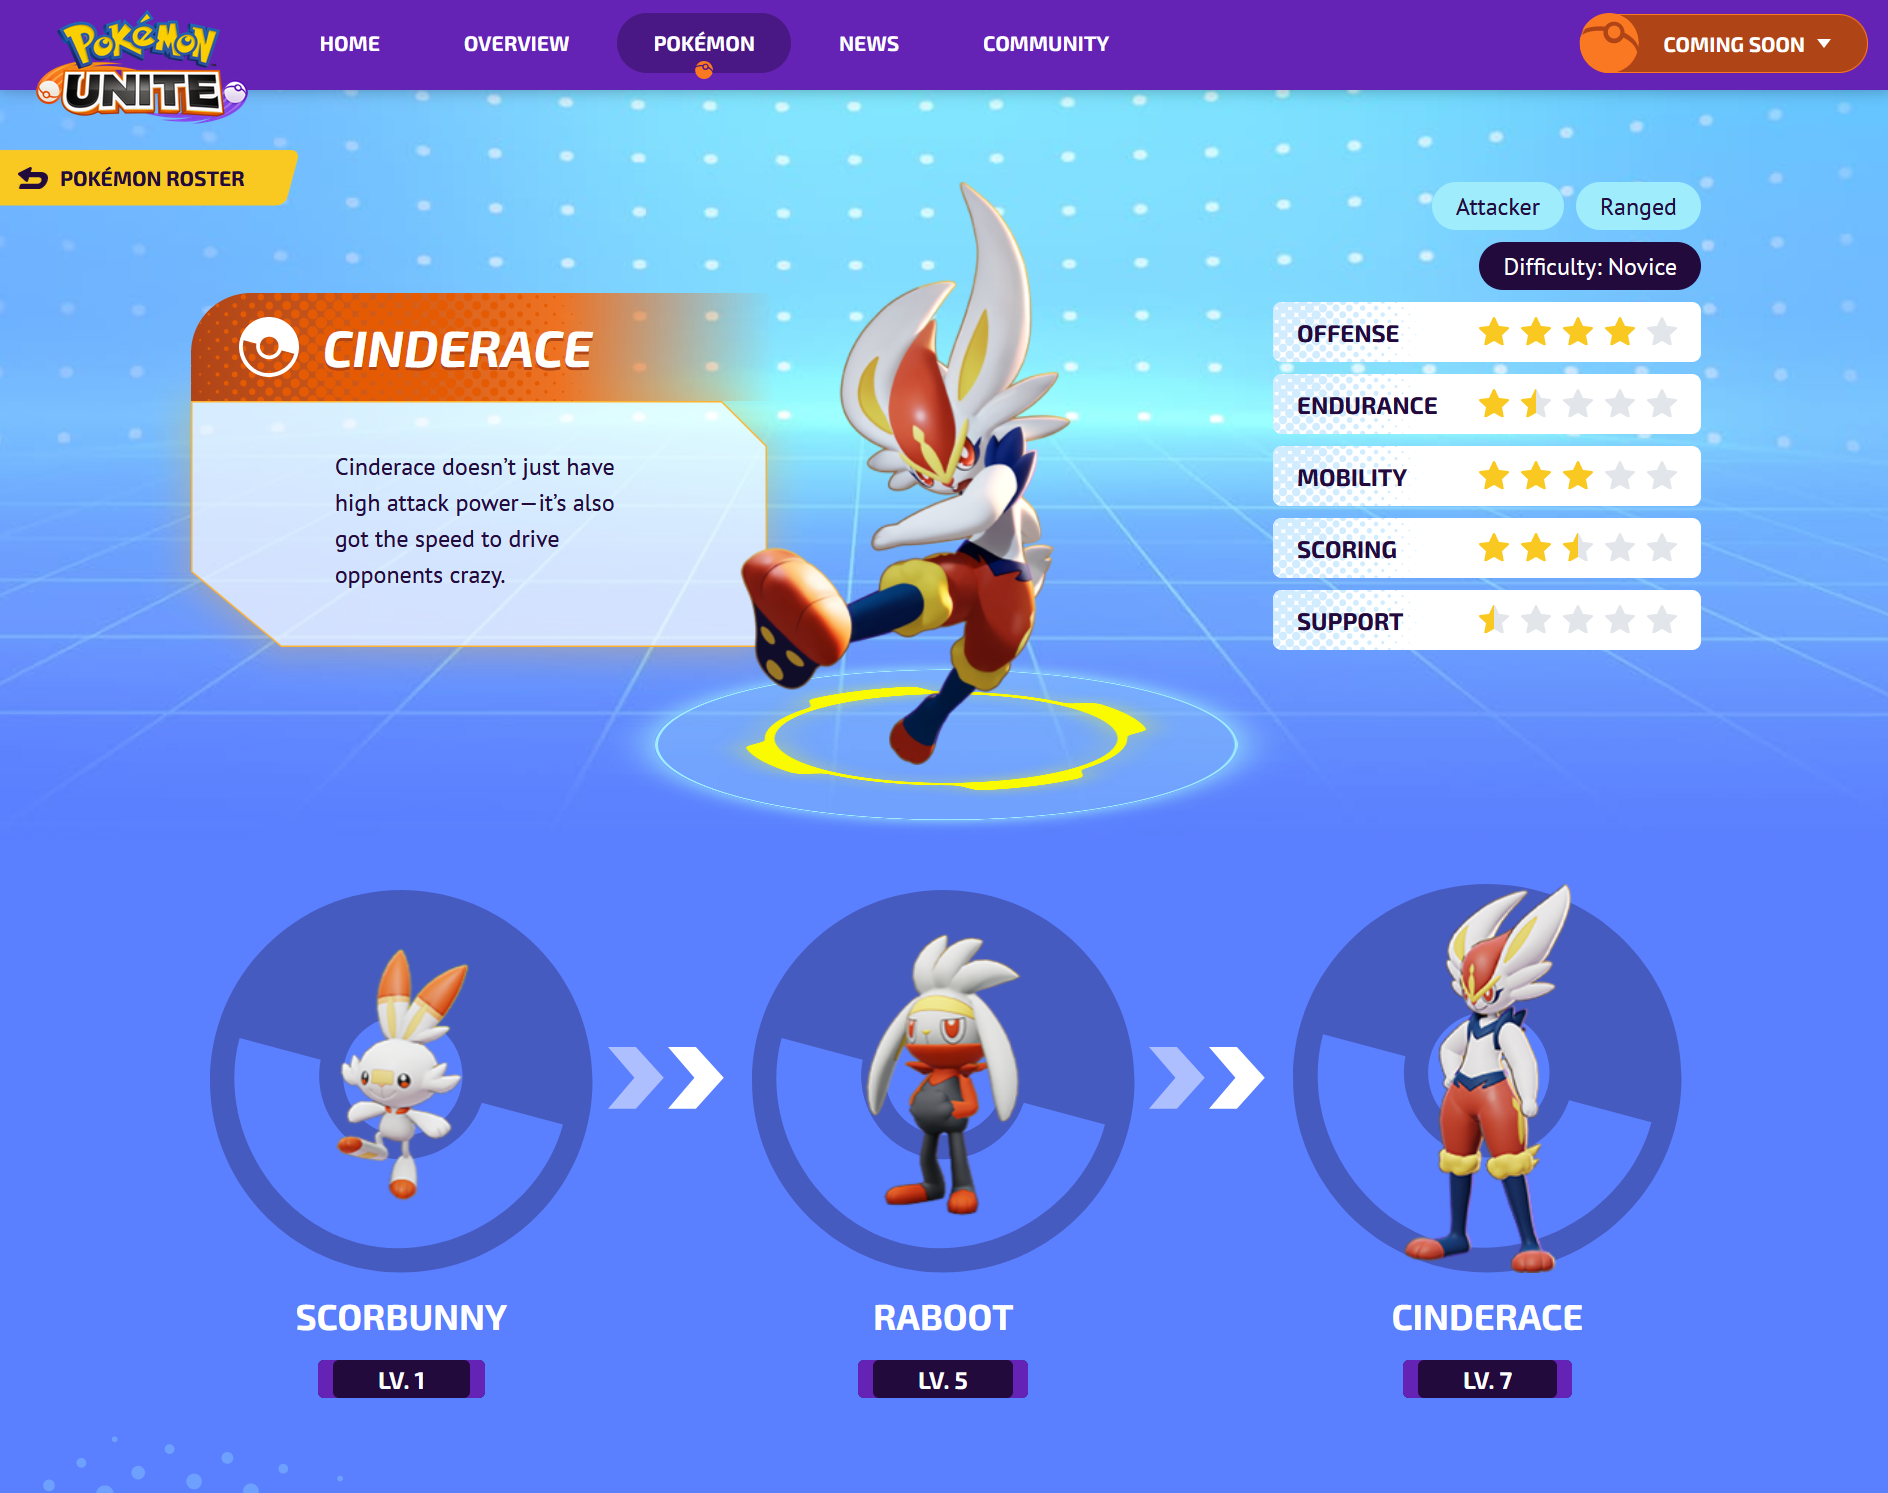 POKÉMON
UNITE
HOME
OVERVIEW
POKÉMON
NEWS
COMMUNITY
COMING SOON
POKÉMON ROSTER
CINDERACE
Cinderace doesn’t just have
high attack power—it’s also
got the speed to drive
opponents crazy.
Attacker
Ranged
Difficulty: Novice
OFFENSE
ENDURANCE
MOBILITY
SCORING
SUPPORT
SCORBUNNY
LV. 1
RABOOT
LV. 5
CINDERACE
LV. 7